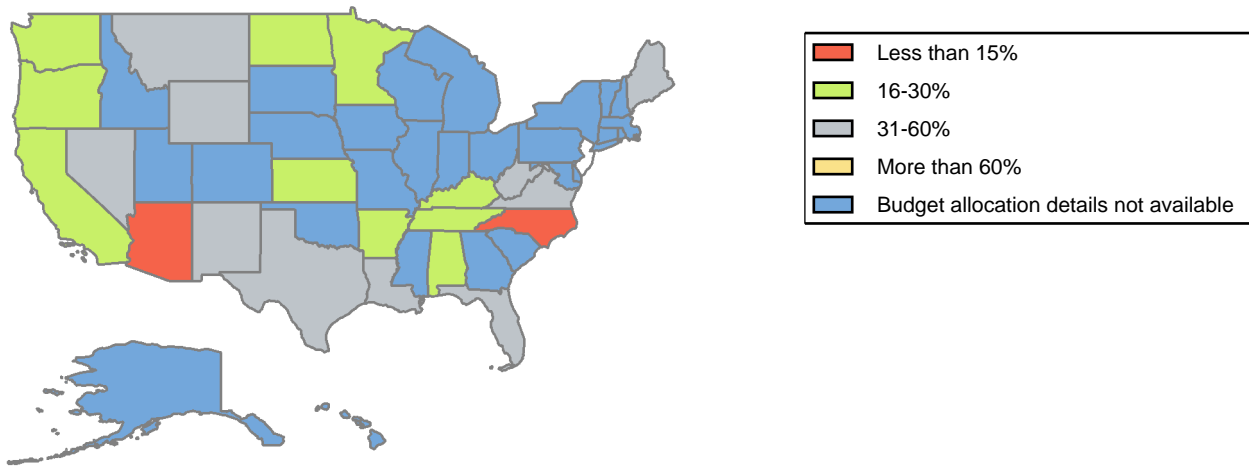 Less than 15%
16-30%
31-60%
More than 60%
Budget allocation details not available